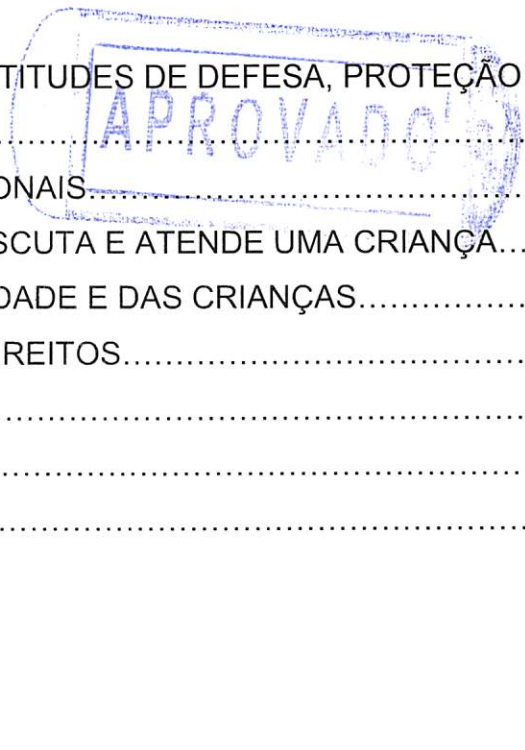 TITUDES DE DEFESA, PROTEÇÃO
APROVADO
..............................................
ONAIS..............................................
SCUTA E ATENDE UMA CRIANÇA...
DADE E DAS CRIANÇAS..................
REITOS..............................................
..............................................
..............................................
..............................................